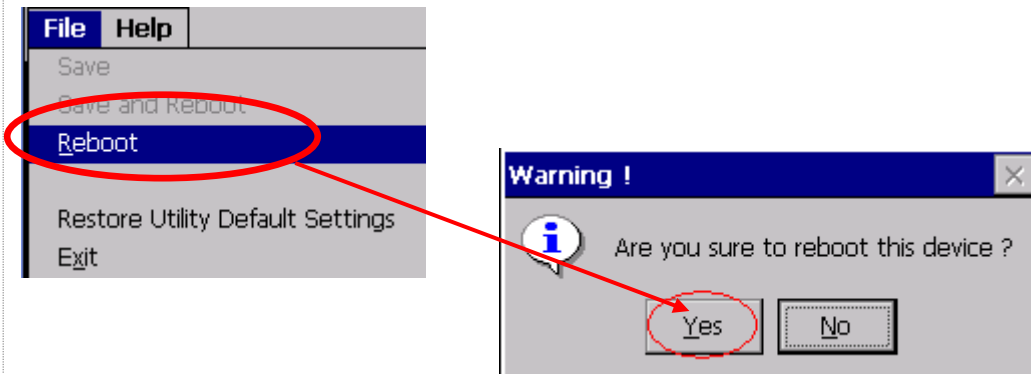 File Help
Save
Save and Reboot
Reboot
Restore Utility Default Settings
Exit
Warning !
Are you sure to reboot this device ?
Yes No